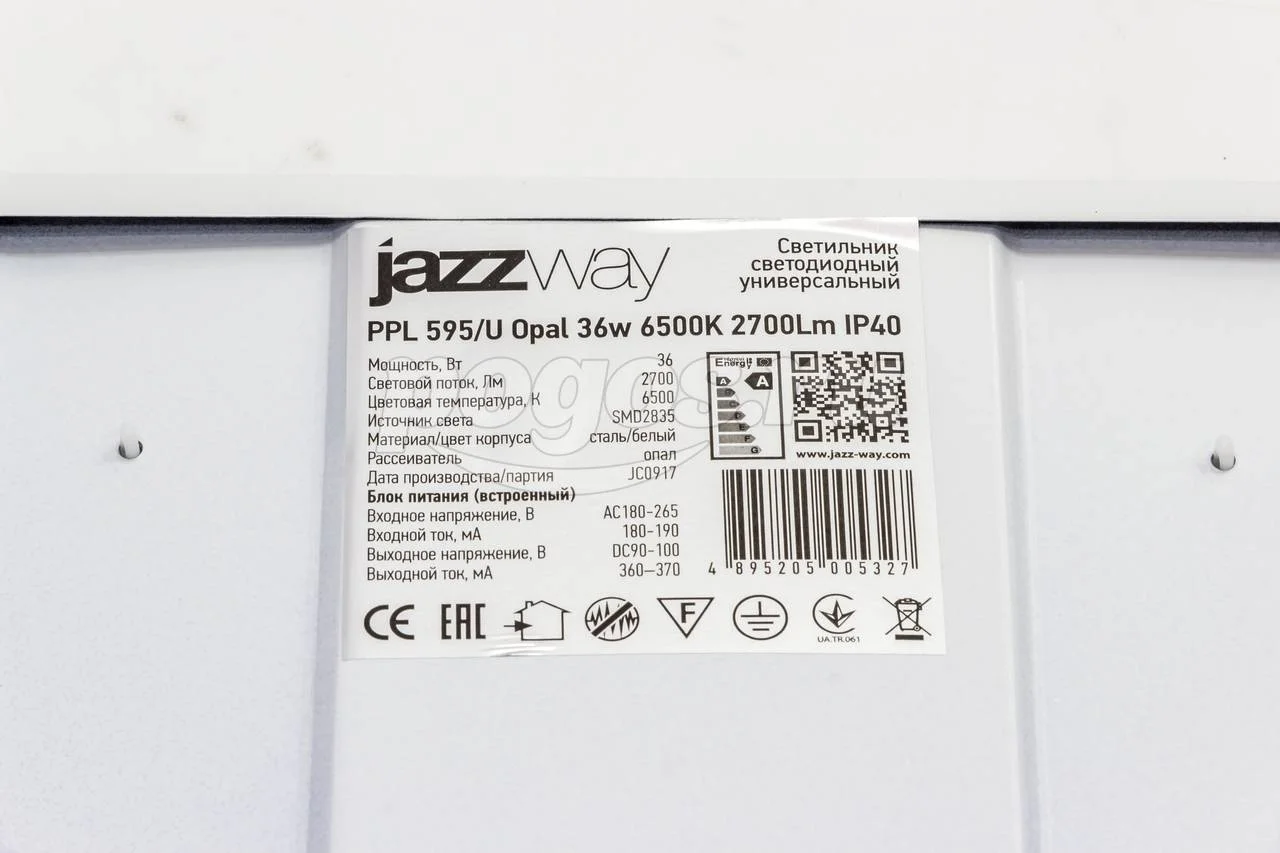 jazzway
Светильник
светодиодный
универсальный
PPL 595/U Opal 36w 6500K 2700Lm IP40
Мощность, Вт 36
Световой поток, Лм 2700
Цветовая температура, К 6500
Источник света SMD2835
Материал/цвет корпуса сталь/белый
Рассеиватель опал
Дата производства/партия JC0917
Блок питания (встроенный)
Входное напряжение, В AC180-265
Входной ток, мА 180-190
Выходное напряжение, В DC90-100
Выходной ток, мА 360–370
Energy
A A
C
D
E
F
G
www.jazz-way.com
4 895205 005327
CE EAC F
UA.TR.061